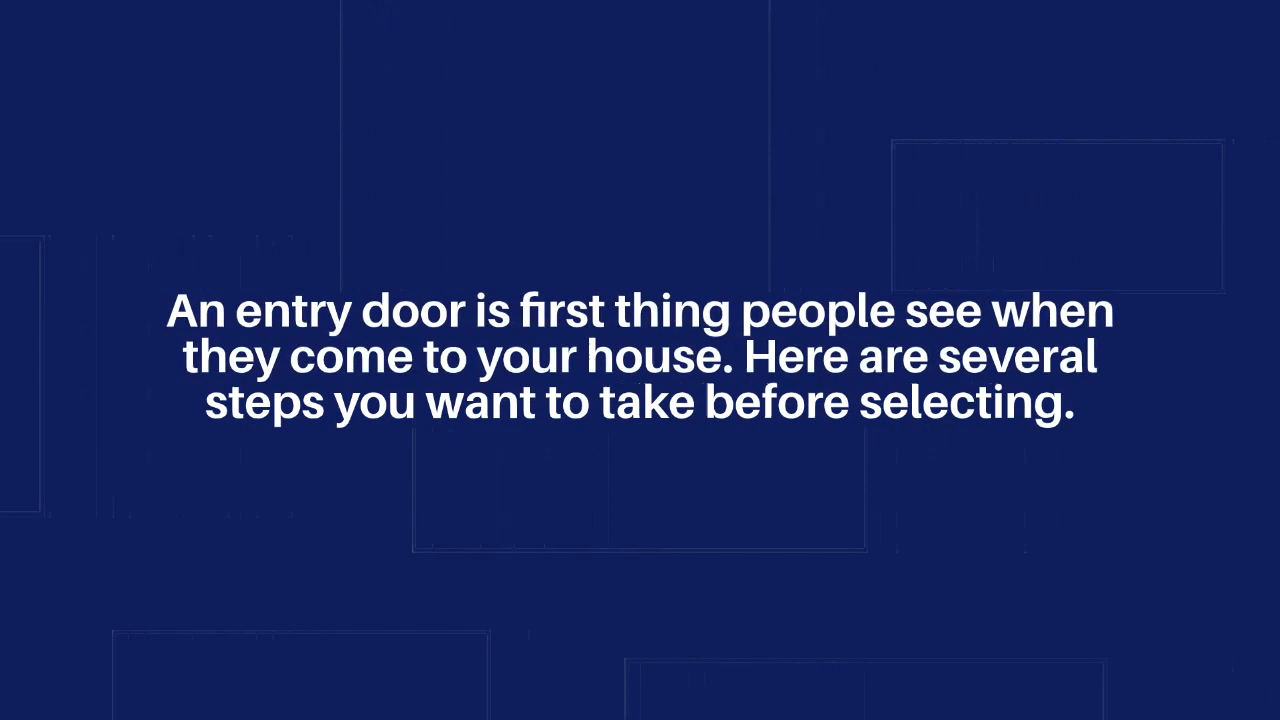 An entry door is first thing people see when
they come to your house. Here are several
steps you want to take before selecting.